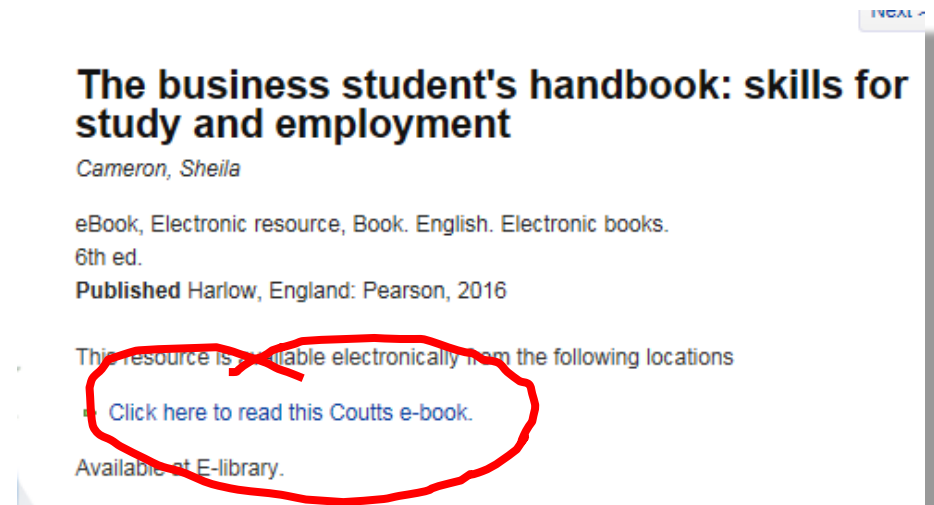 Next >
The business student's handbook: skills for
study and employment
Cameron, Sheila
eBook, Electronic resource, Book. English. Electronic books.
6th ed.
Published Harlow, England: Pearson, 2016
This resource is available electronically from the following locations
Click here to read this Coutts e-book.
Available at E-library.